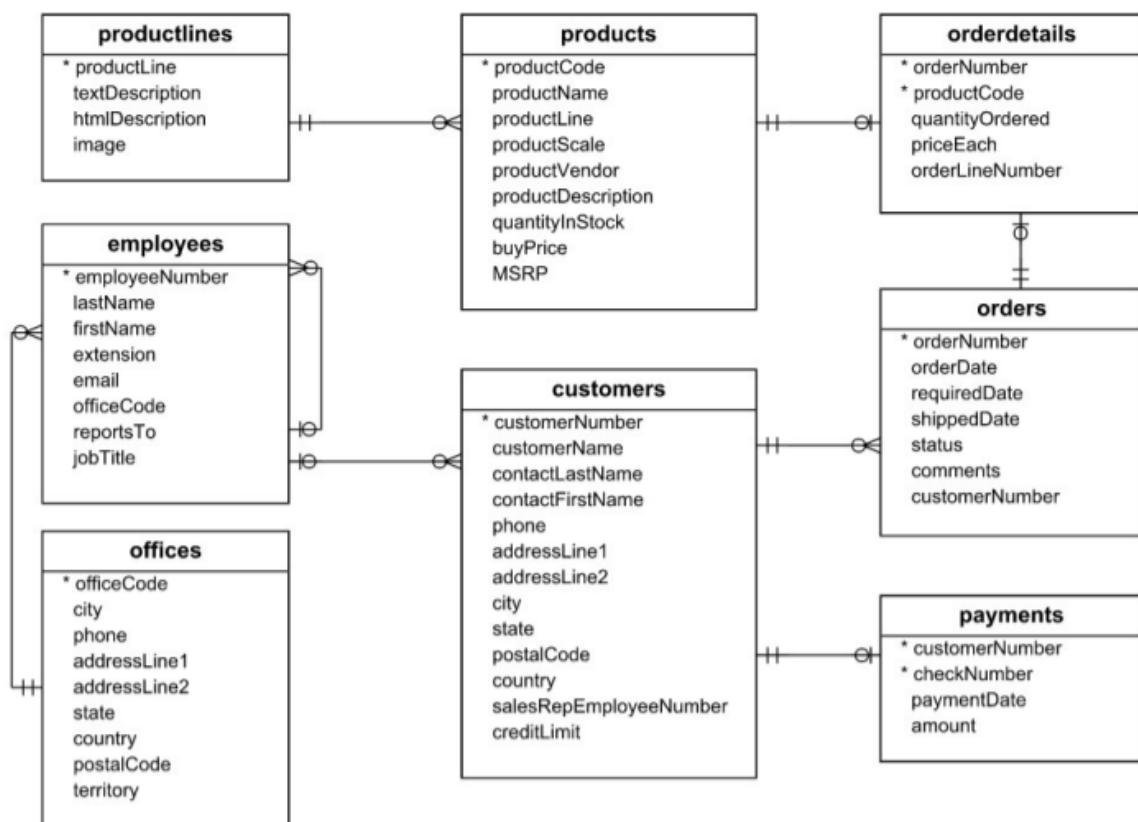 productlines
* productLine
textDescription
htmlDescription
image
products
* productCode
productName
productLine
productScale
productVendor
productDescription
quantityInStock
buyPrice
MSRP
orderdetails
* orderNumber
* productCode
quantityOrdered
priceEach
orderLineNumber
employees
* employeeNumber
lastName
firstName
extension
email
officeCode
reportsTo
jobTitle
customers
* customerNumber
customerName
contactLastName
contactFirstName
phone
addressLine1
addressLine2
city
state
postalCode
country
salesRepEmployeeNumber
creditLimit
orders
* orderNumber
orderDate
requiredDate
shippedDate
status
comments
customerNumber
offices
* officeCode
city
phone
addressLine1
addressLine2
state
country
postalCode
territory
payments
* customerNumber
* checkNumber
paymentDate
amount